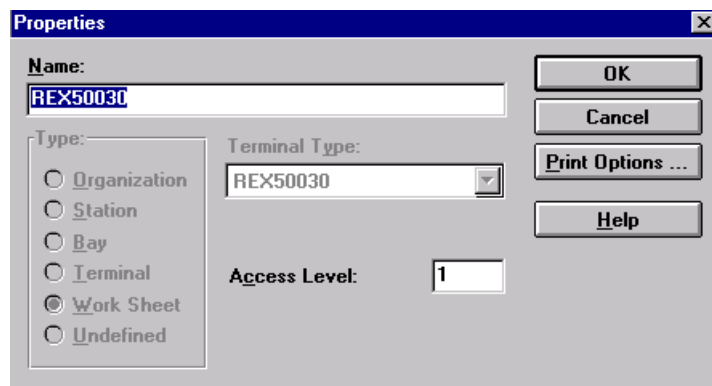 Properties
Name:
REX50030
OK
Cancel
Type:
Terminal Type:
Print Options ...
Organization
REX50030
Station
Help
Bay
Terminal
Access Level:
1
Work Sheet
Undefined